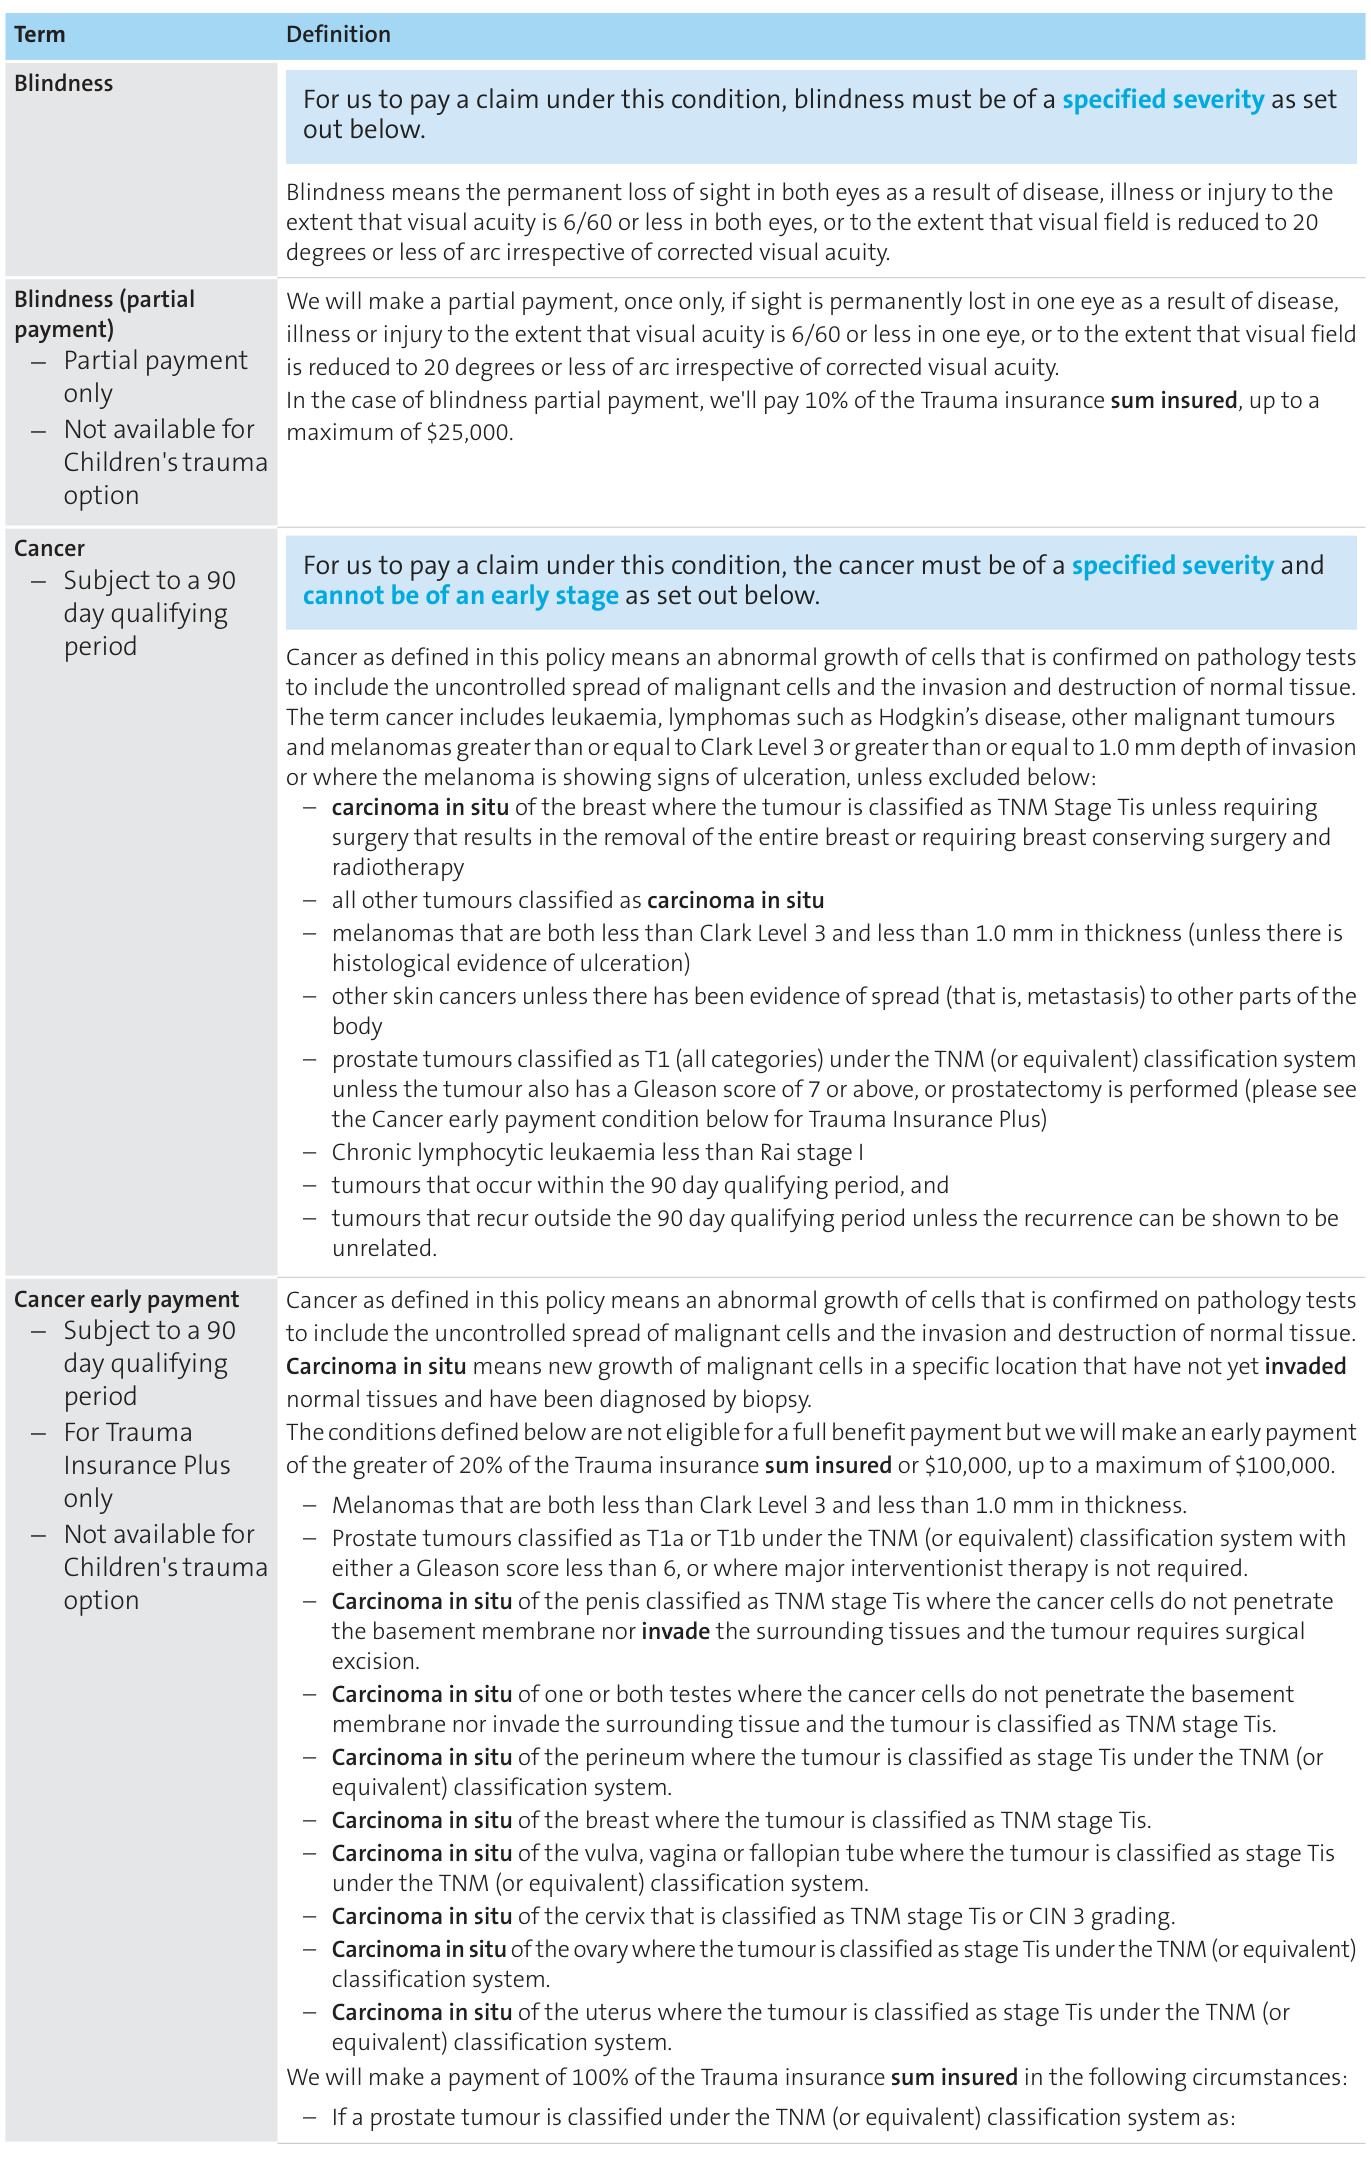 Term Definition
Blindness
For us to pay a claim under this condition, blindness must be of a specified severity as set
out below.
Blindness means the permanent loss of sight in both eyes as a result of disease, illness or injury to the
extent that visual acuity is 6/60 or less in both eyes, or to the extent that visual field is reduced to 20
degrees or less of arc irrespective of corrected visual acuity.
Blindness (partial
payment)
– Partial payment
only
– Not available for
Children's trauma
option
We will make a partial payment, once only, if sight is permanently lost in one eye as a result of disease,
illness or injury to the extent that visual acuity is 6/60 or less in one eye, or to the extent that visual field
is reduced to 20 degrees or less of arc irrespective of corrected visual acuity.
In the case of blindness partial payment, we'll pay 10% of the Trauma insurance sum insured, up to a
maximum of $25,000.
Cancer
– Subject to a 90
day qualifying
period
For us to pay a claim under this condition, the cancer must be of a specified severity and
cannot be of an early stage as set out below.
Cancer as defined in this policy means an abnormal growth of cells that is confirmed on pathology tests
to include the uncontrolled spread of malignant cells and the invasion and destruction of normal tissue.
The term cancer includes leukaemia, lymphomas such as Hodgkin’s disease, other malignant tumours
and melanomas greater than or equal to Clark Level 3 or greater than or equal to 1.0 mm depth of invasion
or where the melanoma is showing signs of ulceration, unless excluded below:
– carcinoma in situ of the breast where the tumour is classified as TNM Stage Tis unless requiring
surgery that results in the removal of the entire breast or requiring breast conserving surgery and
radiotherapy
– all other tumours classified as carcinoma in situ
– melanomas that are both less than Clark Level 3 and less than 1.0 mm in thickness (unless there is
histological evidence of ulceration)
– other skin cancers unless there has been evidence of spread (that is, metastasis) to other parts of the
body
– prostate tumours classified as T1 (all categories) under the TNM (or equivalent) classification system
unless the tumour also has a Gleason score of 7 or above, or prostatectomy is performed (please see
the Cancer early payment condition below for Trauma Insurance Plus)
– Chronic lymphocytic leukaemia less than Rai stage I
– tumours that occur within the 90 day qualifying period, and
– tumours that recur outside the 90 day qualifying period unless the recurrence can be shown to be
unrelated.
Cancer early payment
– Subject to a 90
day qualifying
period
– For Trauma
Insurance Plus
only
– Not available for
Children's trauma
option
Cancer as defined in this policy means an abnormal growth of cells that is confirmed on pathology tests
to include the uncontrolled spread of malignant cells and the invasion and destruction of normal tissue.
Carcinoma in situ means new growth of malignant cells in a specific location that have not yet invaded
normal tissues and have been diagnosed by biopsy.
The conditions defined below are not eligible for a full benefit payment but we will make an early payment
of the greater of 20% of the Trauma insurance sum insured or $10,000, up to a maximum of $100,000.
– Melanomas that are both less than Clark Level 3 and less than 1.0 mm in thickness.
– Prostate tumours classified as T1a or T1b under the TNM (or equivalent) classification system with
either a Gleason score less than 6, or where major interventionist therapy is not required.
– Carcinoma in situ of the penis classified as TNM stage Tis where the cancer cells do not penetrate
the basement membrane nor invade the surrounding tissues and the tumour requires surgical
excision.
– Carcinoma in situ of one or both testes where the cancer cells do not penetrate the basement
membrane nor invade the surrounding tissue and the tumour is classified as TNM stage Tis.
– Carcinoma in situ of the perineum where the tumour is classified as stage Tis under the TNM (or
equivalent) classification system.
– Carcinoma in situ of the breast where the tumour is classified as TNM stage Tis.
– Carcinoma in situ of the vulva, vagina or fallopian tube where the tumour is classified as stage Tis
under the TNM (or equivalent) classification system.
– Carcinoma in situ of the cervix that is classified as TNM stage Tis or CIN 3 grading.
– Carcinoma in situ of the ovary where the tumour is classified as stage Tis under the TNM (or equivalent)
classification system.
– Carcinoma in situ of the uterus where the tumour is classified as stage Tis under the TNM (or
equivalent) classification system.
We will make a payment of 100% of the Trauma insurance sum insured in the following circumstances:
– If a prostate tumour is classified under the TNM (or equivalent) classification system as: